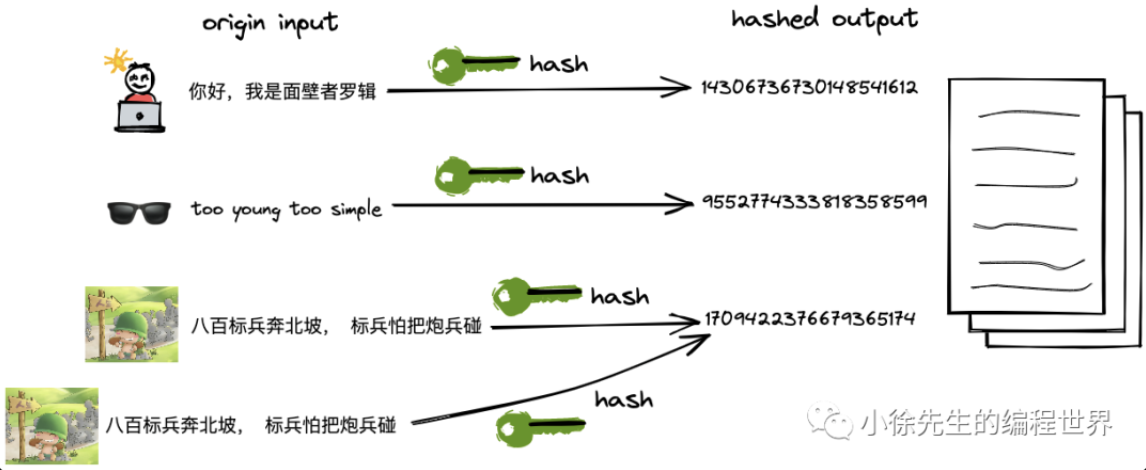 origin input
hashed output
hash
你好，我是面壁者罗辑
14306736730148541612
hash
too young too simple
9552774333818358599
hash
八百标兵奔北坡， 标兵怕把炮兵碰
1709422376679365174
hash
八百标兵奔北坡， 标兵怕把炮兵碰
小徐先生的编程世界